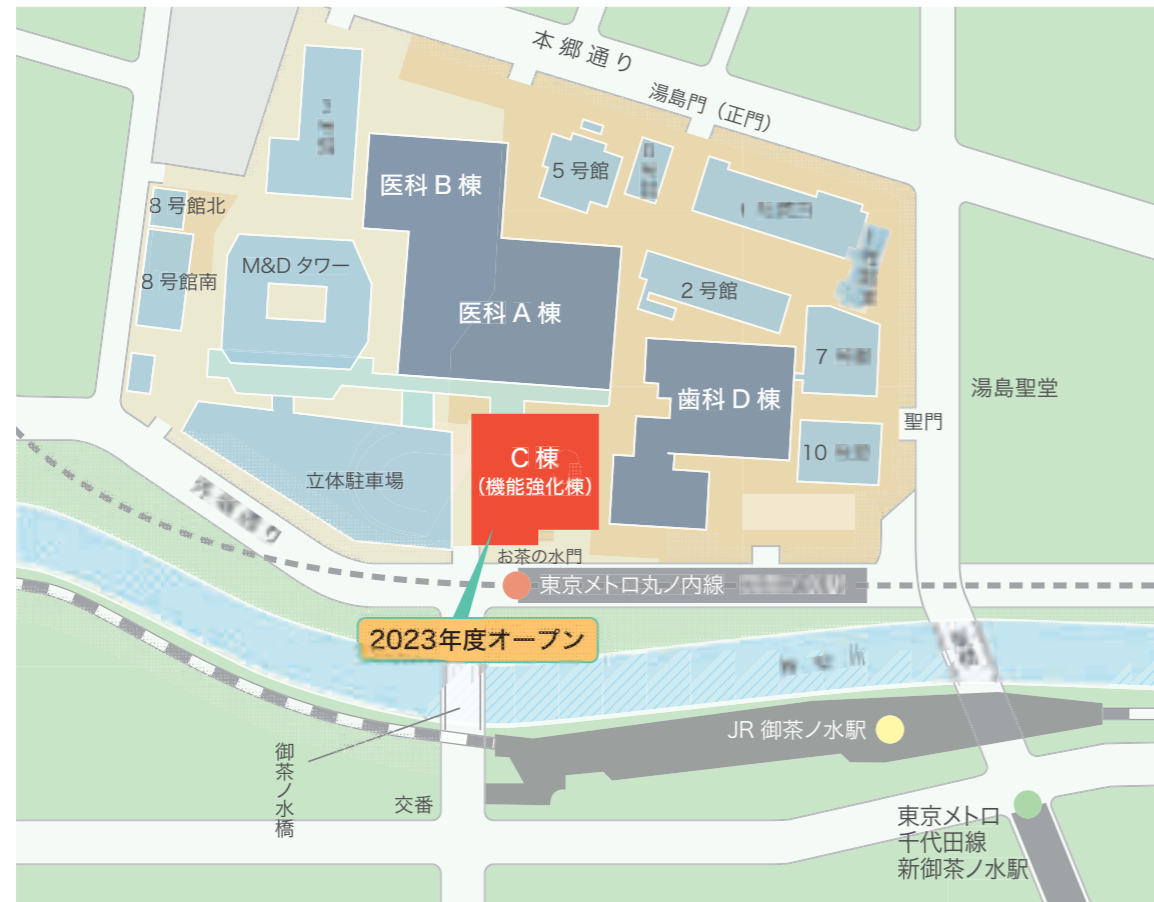 本郷通り
湯島門（正門）
5 号館
医科 B 棟
8 号館北
M&D タワー
8 号館南
2 号館
医科 A 棟
7
湯島聖堂
歯科 D 棟
聖門
10
C 棟
（機能強化棟）
立体駐車場
お茶の水門
東京メトロ丸ノ内線
2023年度オープン
JR 御茶ノ水駅
御茶ノ水橋
交番
東京メトロ
千代田線
新御茶ノ水駅